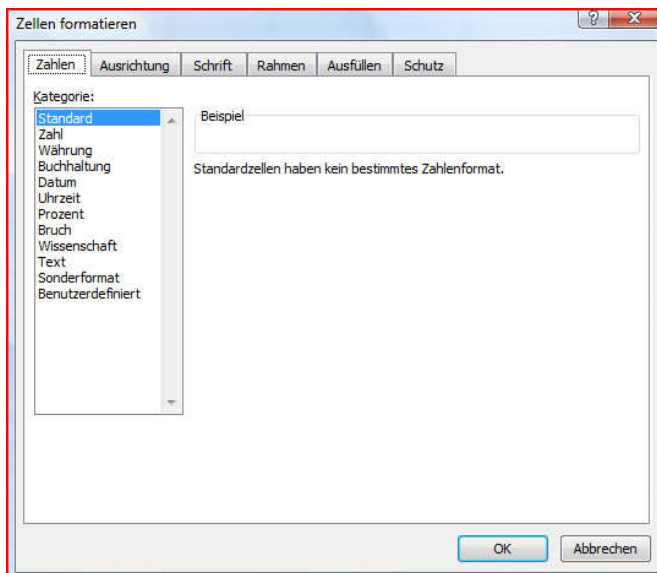 Zellen formatieren
?
X
Zahlen Ausrichtung Schrift Rahmen Ausfüllen Schutz
Kategorie:
Standard
Zahl
Währung
Buchhaltung
Datum
Uhrzeit
Prozent
Bruch
Wissenschaft
Text
Sonderformat
Benutzerdefiniert
Beispiel
Standardzellen haben kein bestimmtes Zahlenformat.
OK Abbrechen